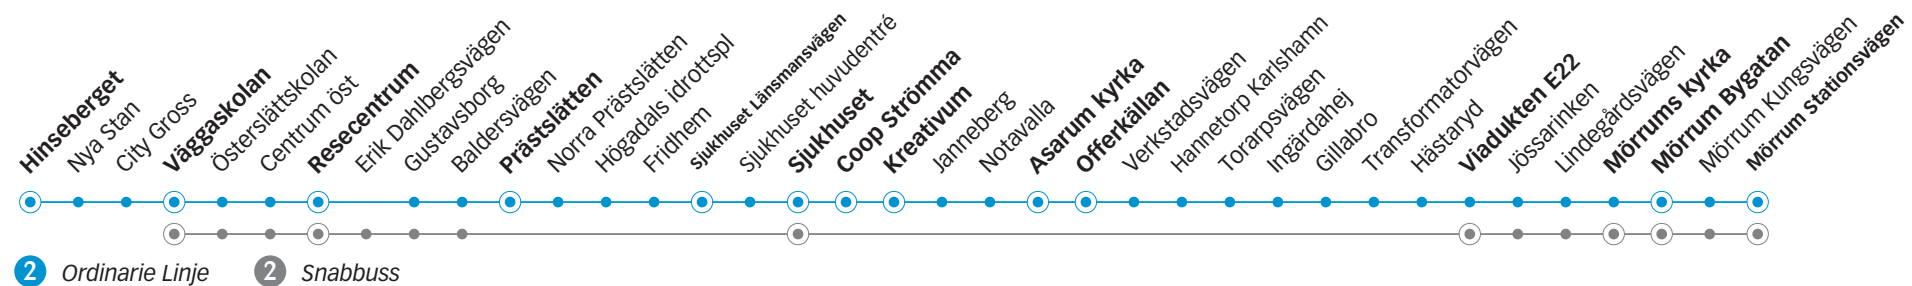 Hinseberget
Nya Stan
City Gross
Väggaskolan
Österslättskolan
Centrum öst
Resecentrum
Erik Dahlbergsvägen
Gustavsborg
Baldersvägen
Prästslätten
Norra Prästslätten
Högadals idrottspl
Fridhem
Sjukhuset Länsmansvägen
Sjukhuset huvudentré
Sjukhuset
Coop Strömma
Kreativum
Janneberg
Notavalla
Asarum kyrka
Offerkällan
Verkstadsvägen
Hannetorp Karlshamn
Torarpsvägen
Ingärdahej
Gillabro
Transformatorvägen
Hästaryd
Viadukten E22
Jössarinken
Lindegårdsvägen
Mörrums kyrka
Mörrum Bygatan
Mörrum Kungsvägen
Mörrum Stationsvägen
2 Ordinarie Linje
2 Snabbuss